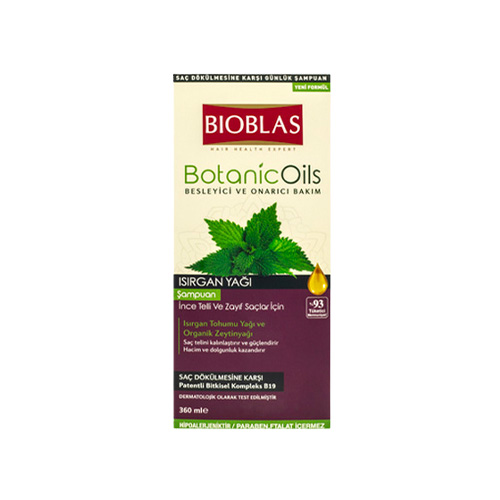 SAÇ DÖKÜLMESİNE KARŞI GÜNLÜK ŞAMPUAN
YENİ FORMÜL
BIOBLAS
HAIR HEALTH EXPERT
BotanicOils
BESLEYİCİ VE ONARICI BAKIM
ISIRGAN YAĞI
Şampuan
İnce Telli Ve Zayıf Saçlar İçin
%93
Tüketici
Memnuniyeti
Isırgan Tohumu Yağı ve
Organik Zeytinyağı
Saç telini kalınlaştırır ve güçlendirir
Hacim ve dolgunluk kazandırır
SAÇ DÖKÜLMESİNE KARŞI
Patentli Bitkisel Kompleks B19
DERMATOLOJİK OLARAK TEST EDİLMİŞTİR
360 ml e
HİPOALERJENİKTİR / PARABEN, FTALAT İÇERMEZ